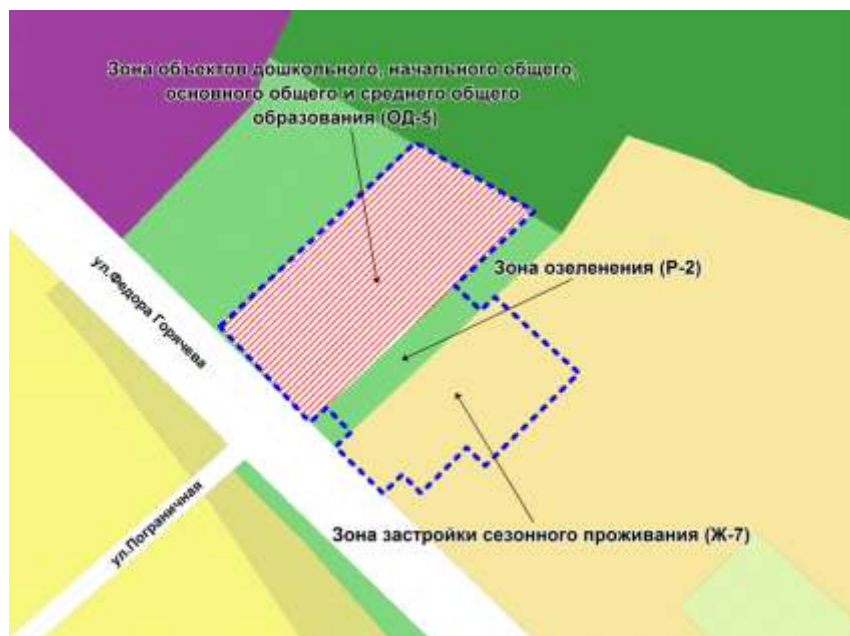 Зона объектов дошкольного, начального общего,
основного общего и среднего общего
образования (ОД-5)
Зона озеленения (Р-2)
ул.Федора Горячева
ул.Пограничная
Зона застройки сезонного проживания (Ж-7)